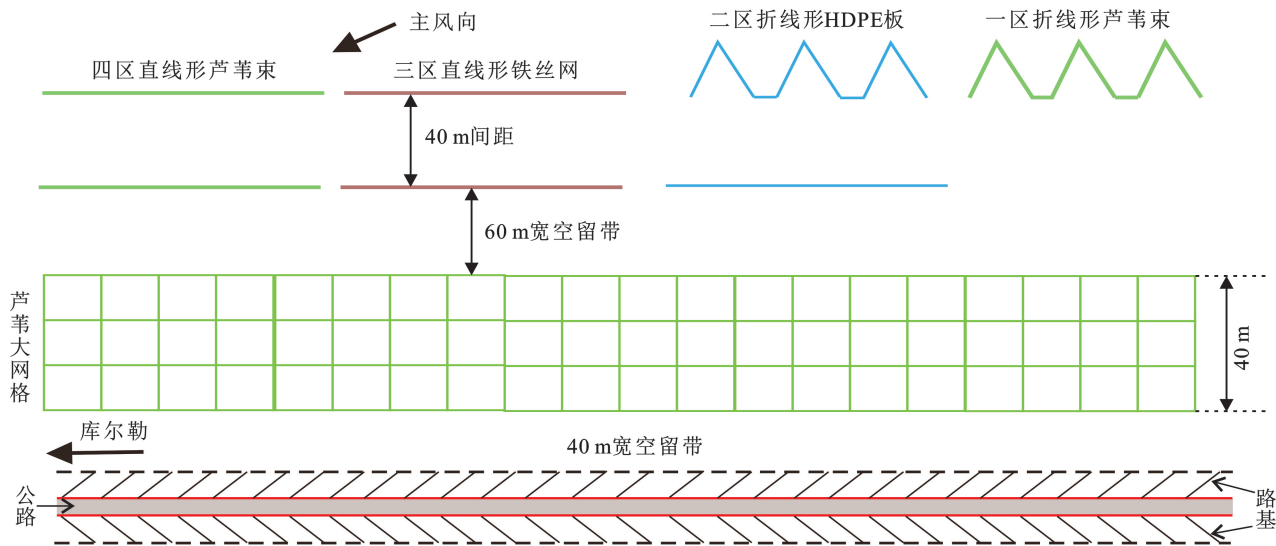 主风向
二区折线形HDPE板
一区折线形芦苇束
四区直线形芦苇束
三区直线形铁丝网
40 m间距
60 m宽空留带
芦苇大网格
40 m
库尔勒
40 m宽空留带
公路
路基